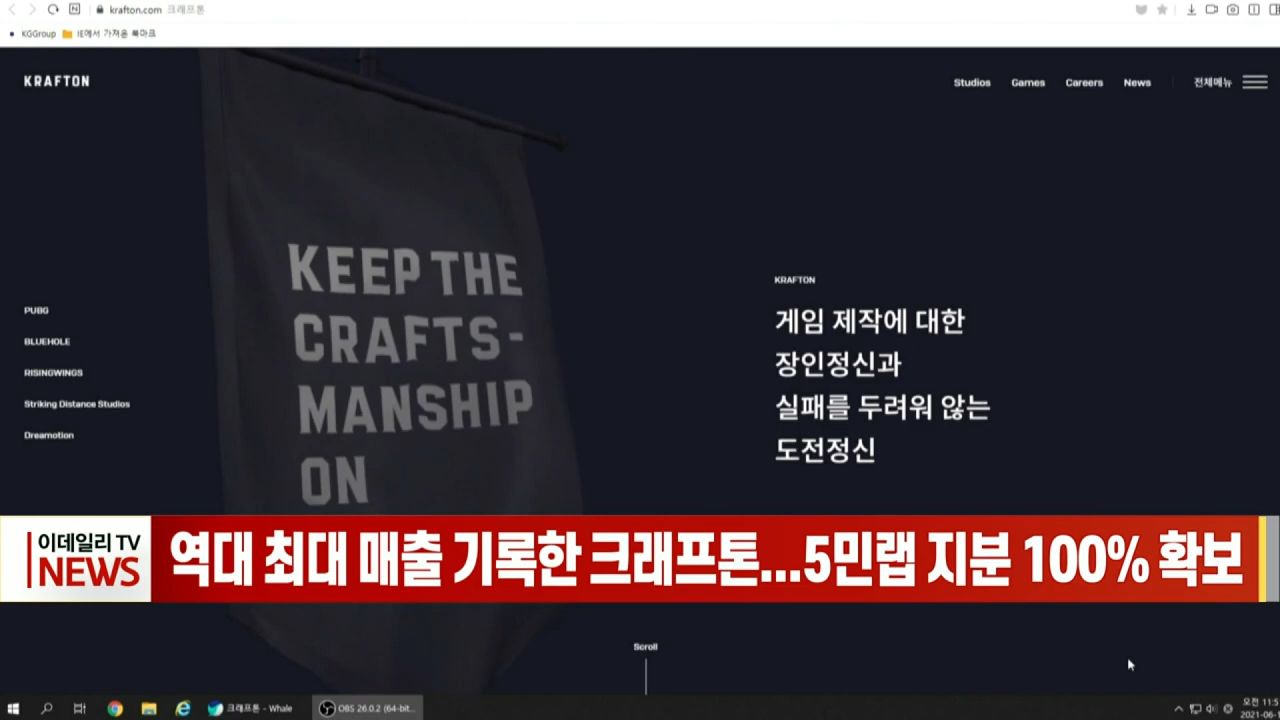 krafton.com 크래프톤
KGGroup IE에서 가져온 북마크
KRAFTON
Studios Games Careers News 전체메뉴
KEEP THE
CRAFTS-
MANSHIP
ON
PUBG
BLUEHOLE
RISINGWINGS
Striking Distance Studios
Dreamotion
KRAFTON
게임 제작에 대한
장인정신과
실패를 두려워 않는
도전정신
이데일리 TV
NEWS
역대 최대 매출 기록한 크래프톤...5민랩 지분 100% 확보
Scroll
크래프톤 - Whale
OBS 26.0.2 (64-bit...
오전